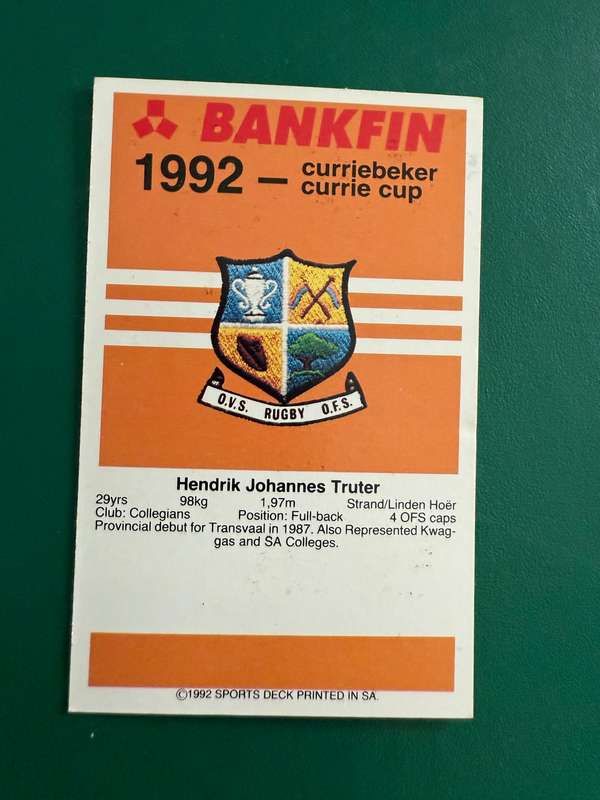 BANKFIN
1992 – curriebeker
currie cup
O.V.S. RUGBY O.F.S.
Hendrik Johannes Truter
29yrs 98kg 1,97m Strand/Linden Hoër
Club: Collegians Position: Full-back 4 OFS caps
Provincial debut for Transvaal in 1987. Also Represented Kwag-
gas and SA Colleges.
©1992 SPORTS DECK PRINTED IN SA.